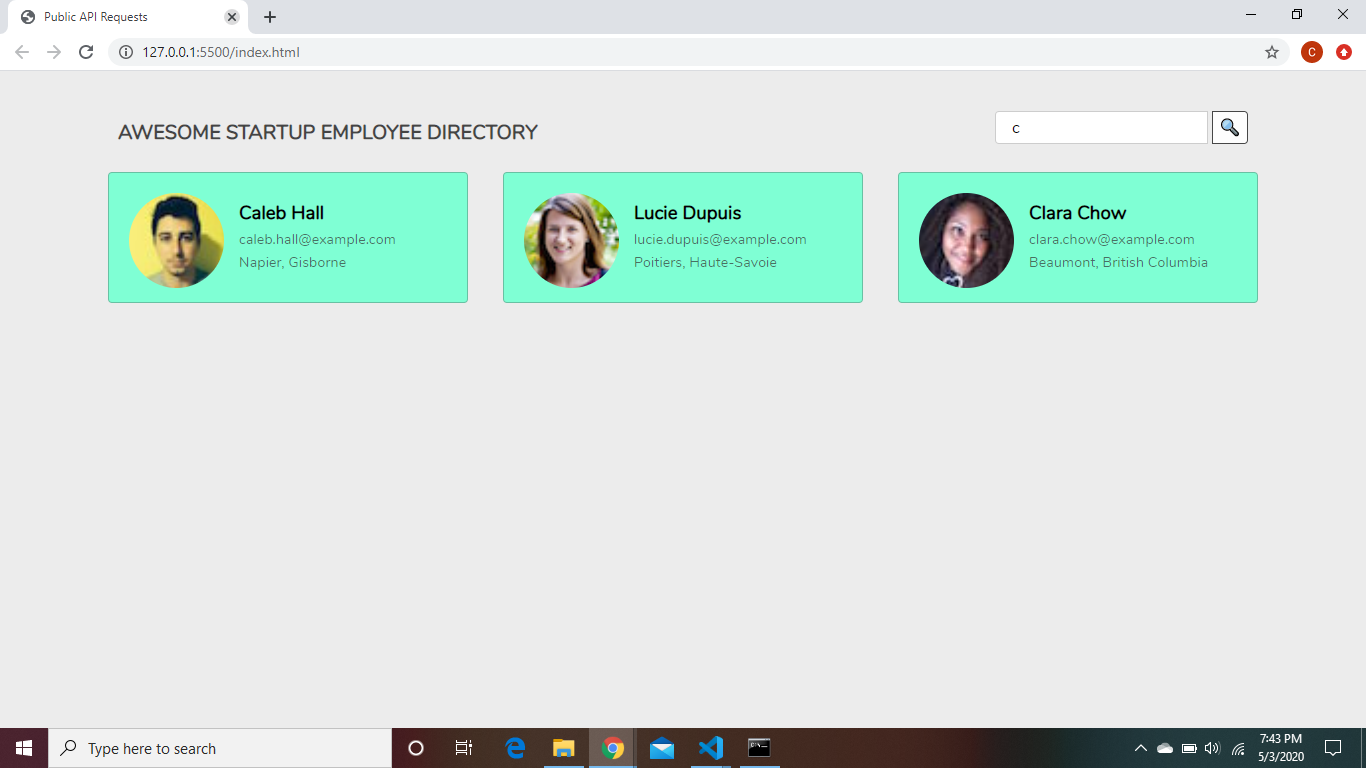 Public API Requests
127.0.0.1:5500/index.html
C
AWESOME STARTUP EMPLOYEE DIRECTORY
c
Caleb Hall
caleb.hall@example.com
Napier, Gisborne
Lucie Dupuis
lucie.dupuis@example.com
Poitiers, Haute-Savoie
Clara Chow
clara.chow@example.com
Beaumont, British Columbia
Type here to search
7:43 PM
5/3/2020